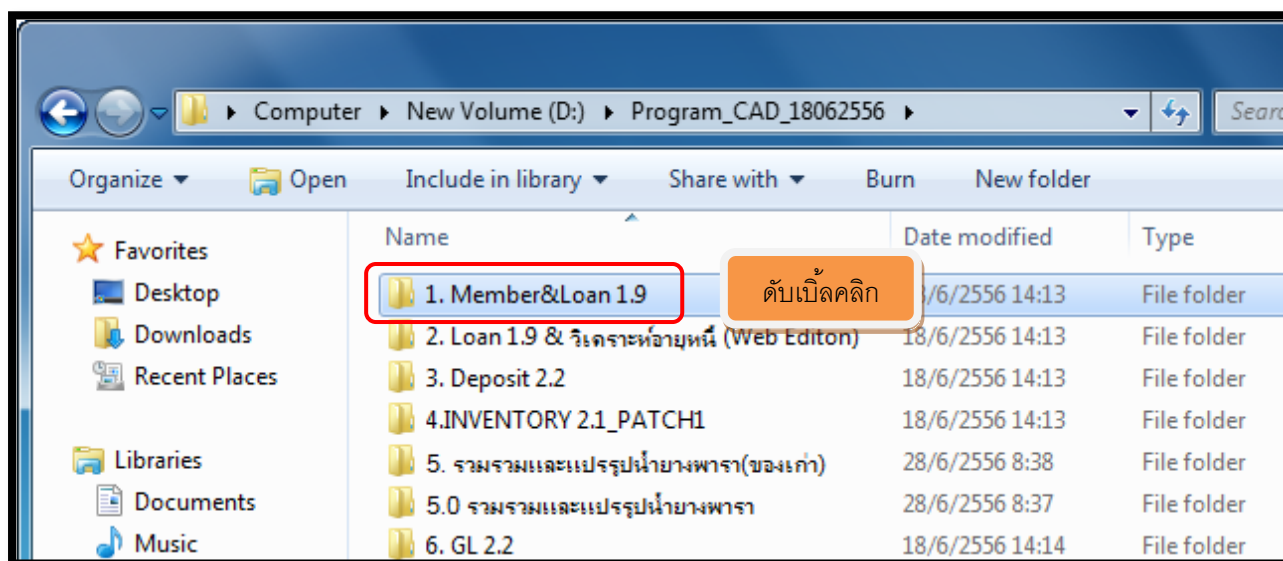 Computer New Volume (D:) Program_CAD_18062556 Searc
Organize Open Include in library Share with Burn New folder
Favorites
Desktop
Downloads
Recent Places
Libraries
Documents
Music
Name Date modified Type
1. Member&Loan 1.9 ดับเบิ้ลคลิก 8/6/2556 14:13 File folder
2. Loan 1.9 & วิเคราะห์อายุหนี้ (Web Editon) 18/6/2556 14:13 File folder
3. Deposit 2.2 18/6/2556 14:13 File folder
4.INVENTORY 2.1_PATCH1 18/6/2556 14:13 File folder
5. รวมรวมและแปรรูปน้ำยางพารา(ของเก่า) 28/6/2556 8:38 File folder
5.0 รวมรวมและแปรรูปน้ำยางพารา 28/6/2556 8:37 File folder
6. GL 2.2 18/6/2556 14:14 File folder